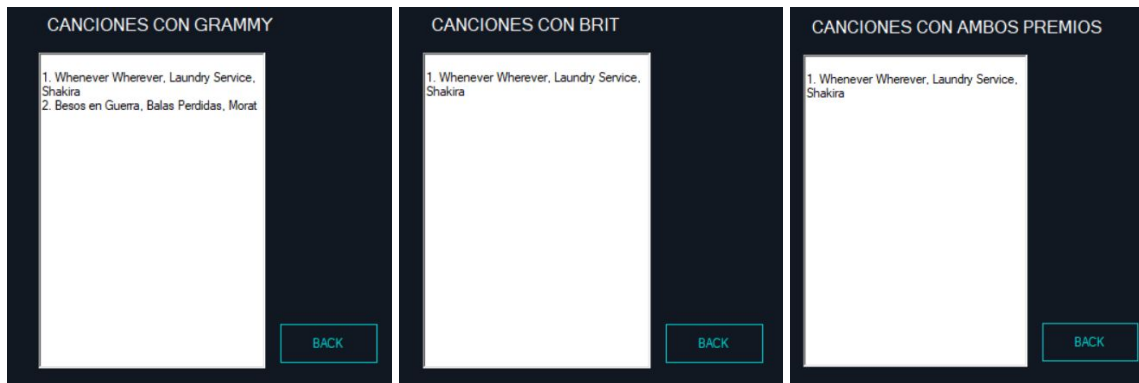 CANCIONES CON GRAMMY
1. Whenever Wherever, Laundry Service,
Shakira
2. Besos en Guerra, Balas Perdidas, Morat
BACK
CANCIONES CON BRIT
1. Whenever Wherever, Laundry Service,
Shakira
BACK
CANCIONES CON AMBOS PREMIOS
1. Whenever Wherever, Laundry Service,
Shakira
BACK